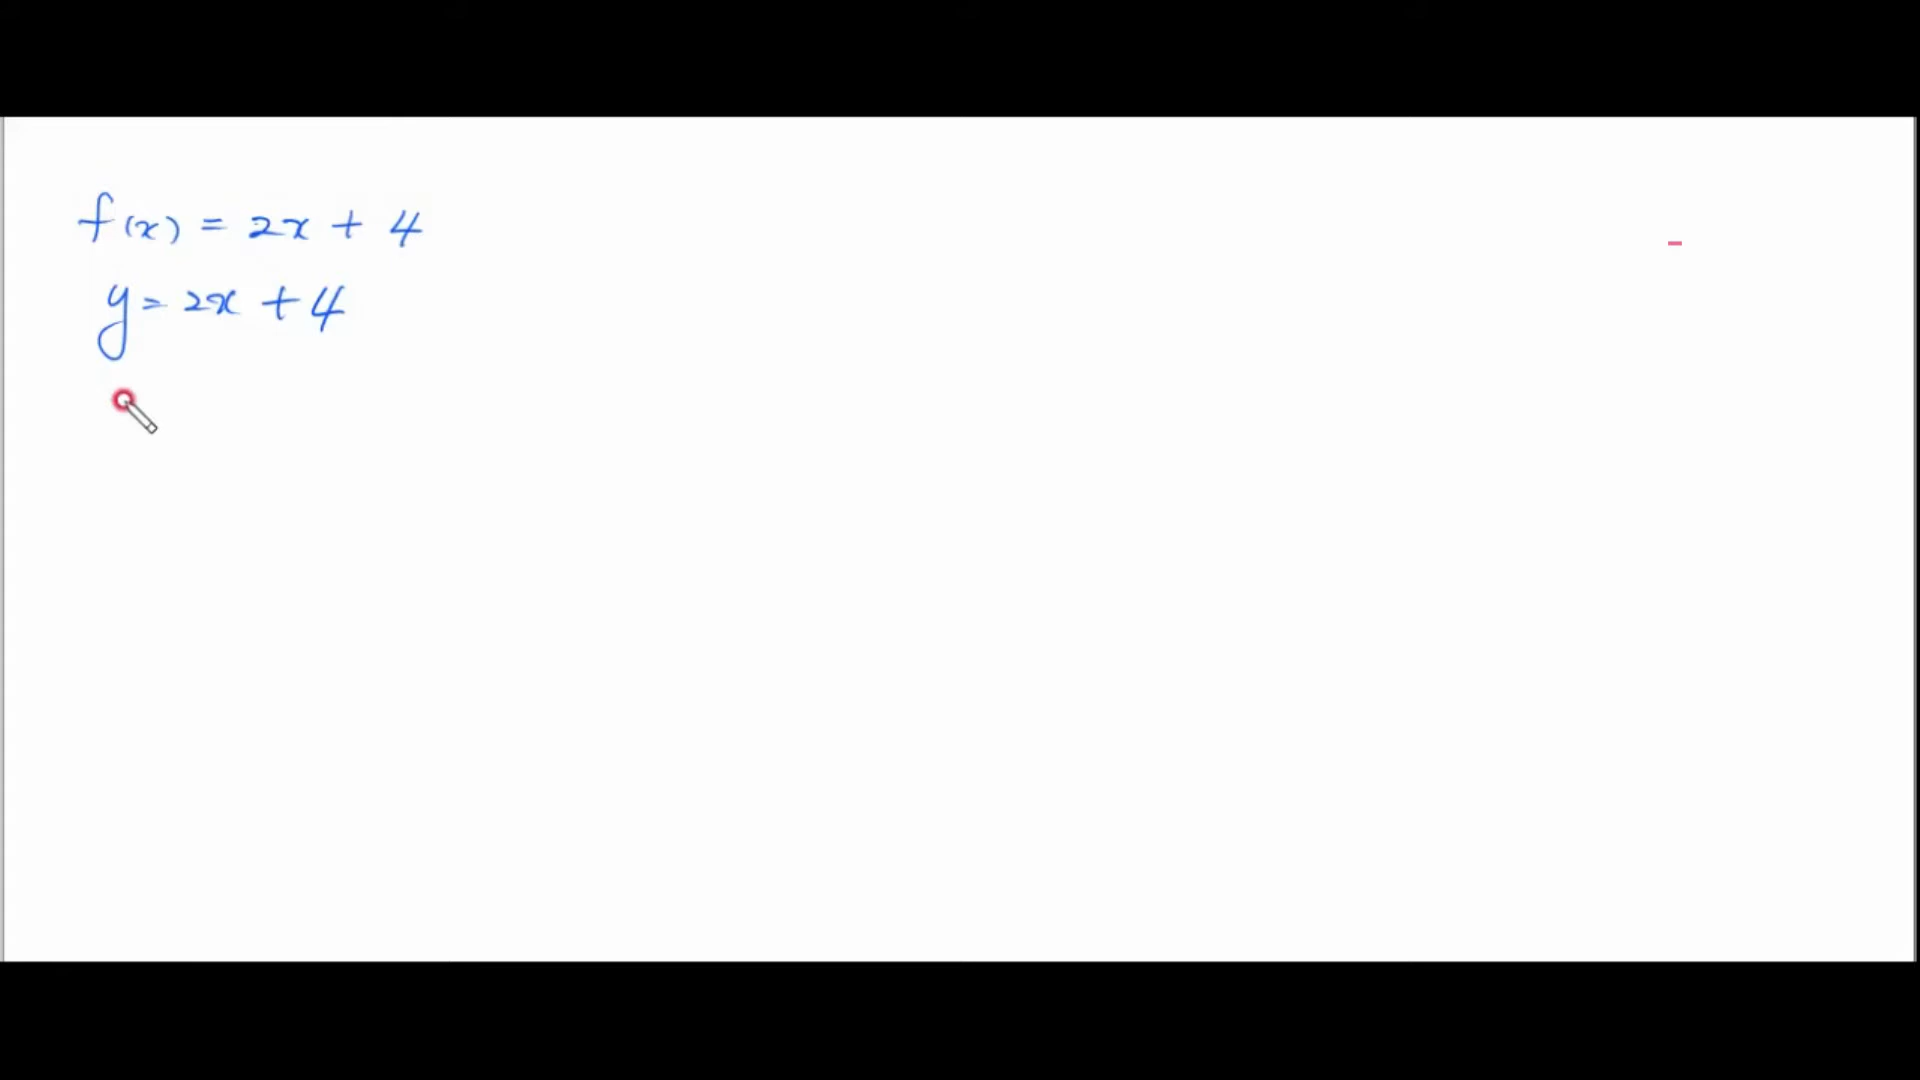 f(x) = 2x + 4
y = 2x + 4